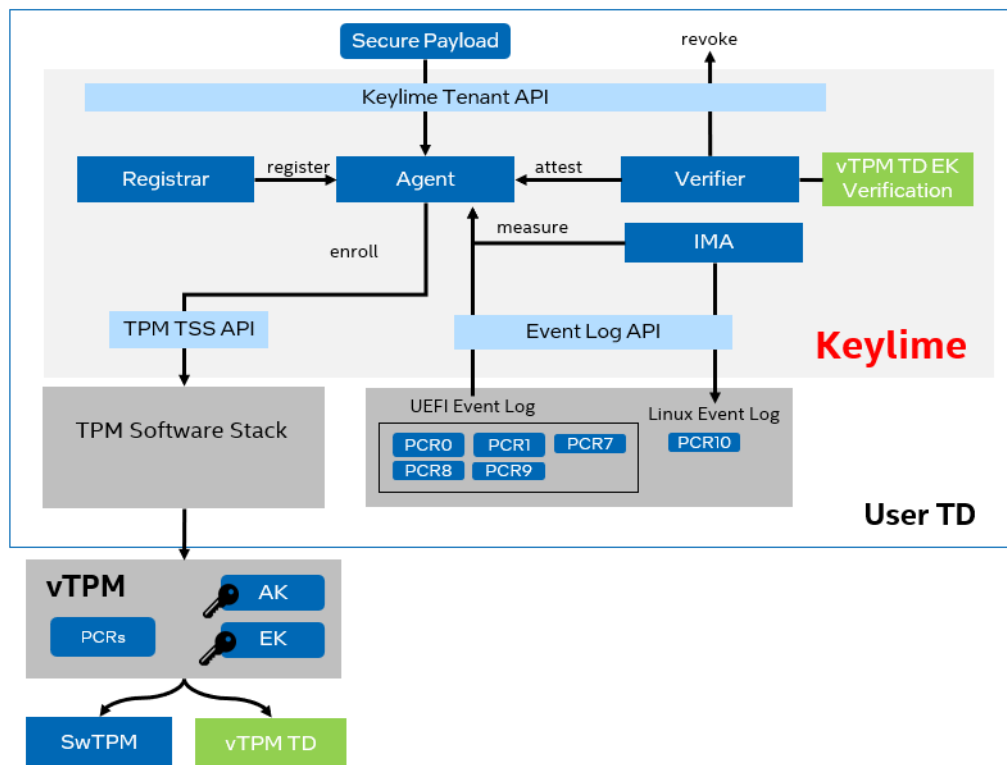 Secure Payload
revoke
Keylime Tenant API
Registrar
register
Agent
attest
Verifier
vTPM TD EK
Verification
measure
IMA
enroll
TPM TSS API
Event Log API
Keylime
UEFI Event Log
Linux Event Log
TPM Software Stack
PCR0
PCR1
PCR7
PCR10
PCR8
PCR9
User TD
vTPM
AK
PCRs
EK
SwTPM
vTPM TD